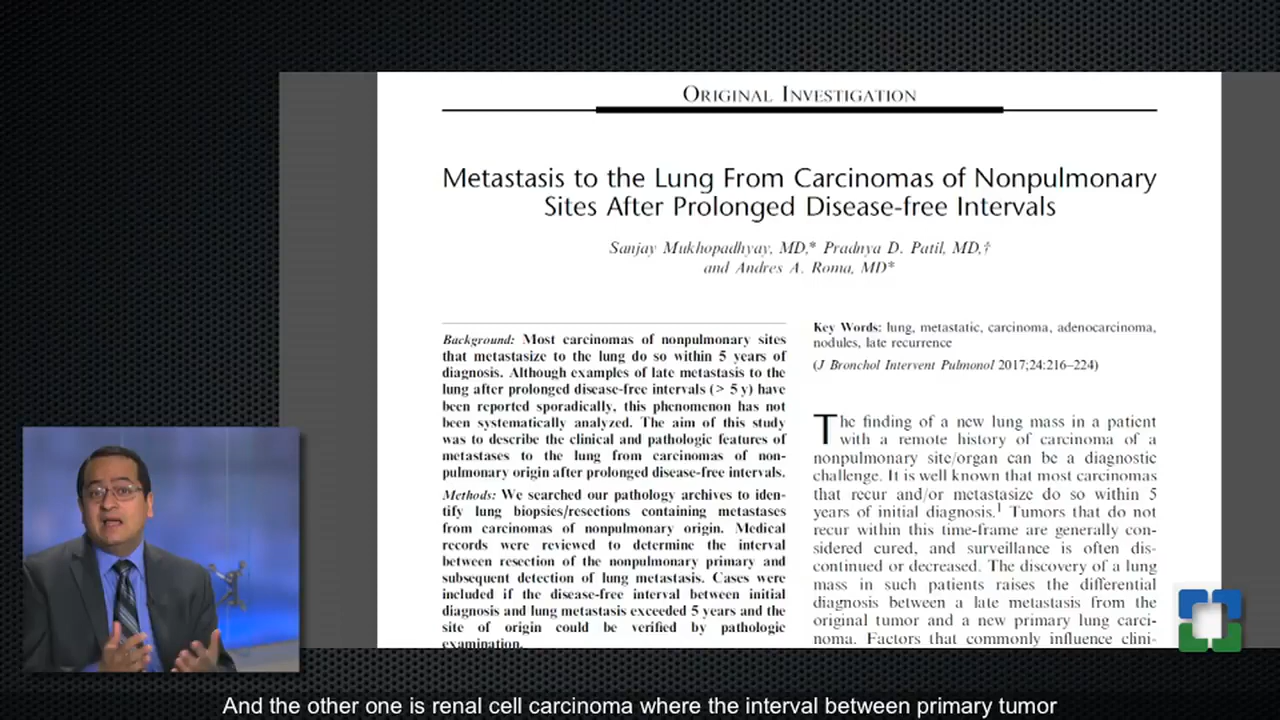 ORIGINAL INVESTIGATION
Metastasis to the Lung From Carcinomas of Nonpulmonary
Sites After Prolonged Disease-free Intervals
Sanjay Mukhopadhyay, MD,* Pradnya D. Patil, MD,†
and Andres A. Roma, MD*
Background: Most carcinomas of nonpulmonary sites
that metastasize to the lung do so within 5 years of
diagnosis. Although examples of late metastasis to the
lung after prolonged disease-free intervals (> 5 y) have
been reported sporadically, this phenomenon has not
been systematically analyzed. The aim of this study
was to describe the clinical and pathologic features of
metastases to the lung from carcinomas of non-
pulmonary origin after prolonged disease-free intervals.
Methods: We searched our pathology archives to iden-
tify lung biopsies/resections containing metastases
from carcinomas of nonpulmonary origin. Medical
records were reviewed to determine the interval
between resection of the nonpulmonary primary and
subsequent detection of lung metastasis. Cases were
included if the disease-free interval between initial
diagnosis and lung metastasis exceeded 5 years and the
site of origin could be verified by pathologic
examination.
Key Words: lung, metastatic, carcinoma, adenocarcinoma,
nodules, late recurrence
(J Bronchol Intervent Pulmonol 2017;24:216–224)
The finding of a new lung mass in a patient
with a remote history of carcinoma of a
nonpulmonary site/organ can be a diagnostic
challenge. It is well known that most carcinomas
that recur and/or metastasize do so within 5
years of initial diagnosis.1 Tumors that do not
recur within this time-frame are generally con-
sidered cured, and surveillance is often dis-
continued or decreased. The discovery of a lung
mass in such patients raises the differential
diagnosis between a late metastasis from the
original tumor and a new primary lung carci-
noma. Factors that commonly influence clini-
And the other one is renal cell carcinoma where the interval between primary tumor